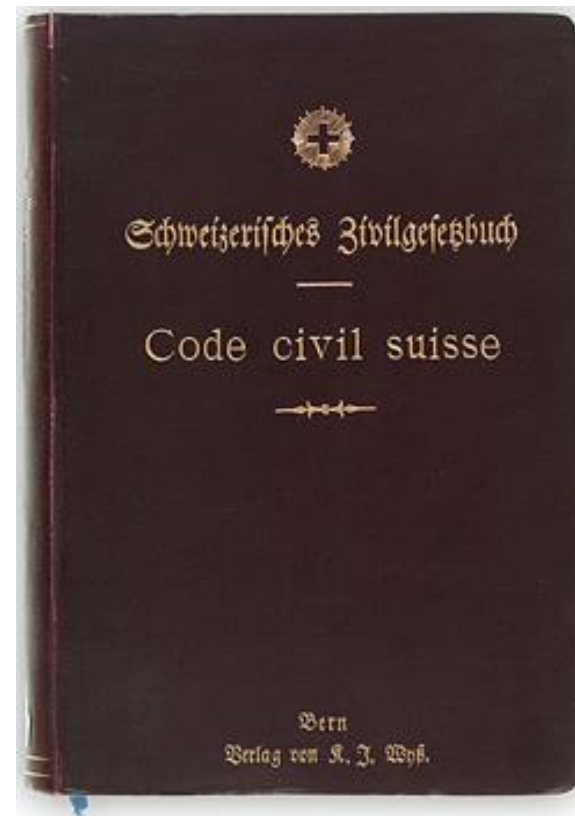 Schweizeriſches Zivilgeſetzbuch
Code civil suisse
Bern
Verlag von K. J. Wyß.